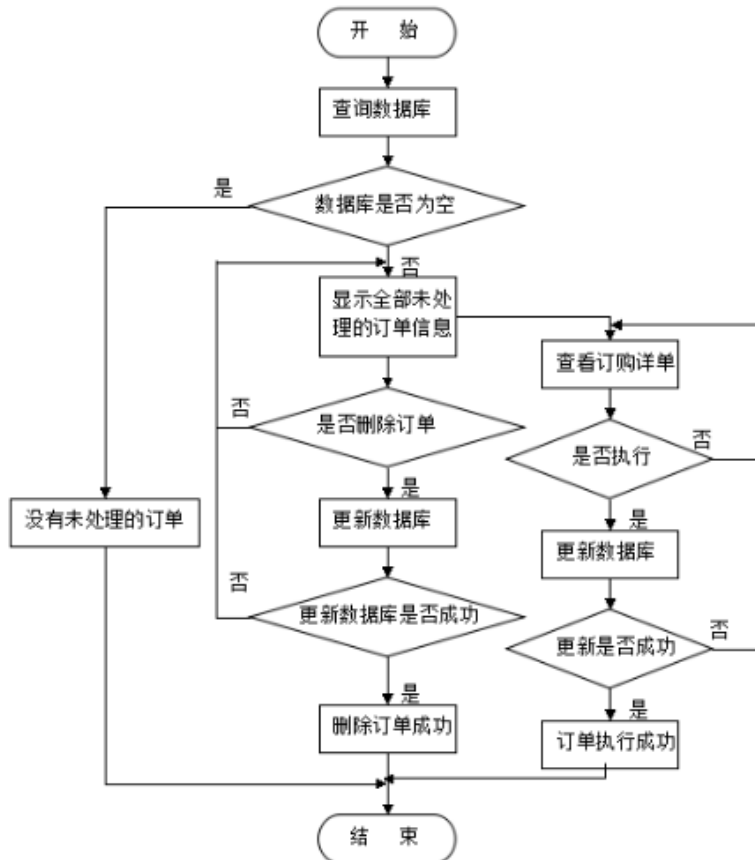 开 始
查询数据库
是
数据库是否为空
否
显示全部未处
理的订单信息
查看订购详单
否
是否删除订单
否
是否执行
是
是
没有未处理的订单
更新数据库
更新数据库
否
更新数据库是否成功
否
更新是否成功
是
是
删除订单成功
订单执行成功
结 束